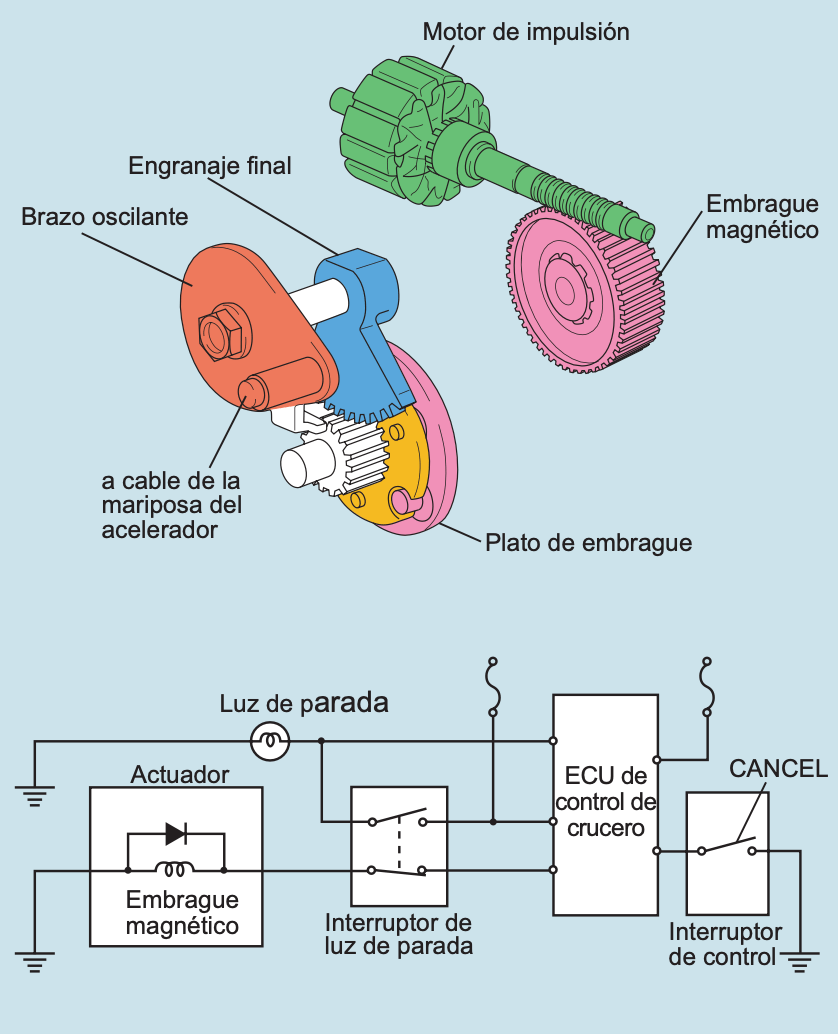 Motor de impulsión
Engranaje final
Brazo oscilante
Embrague
magnético
a cable de la
mariposa del
acelerador
Plato de embrague
Luz de parada
Actuador
ECU de
control de
crucero
CANCEL
Embrague
magnético
Interruptor de
luz de parada
Interruptor
de control